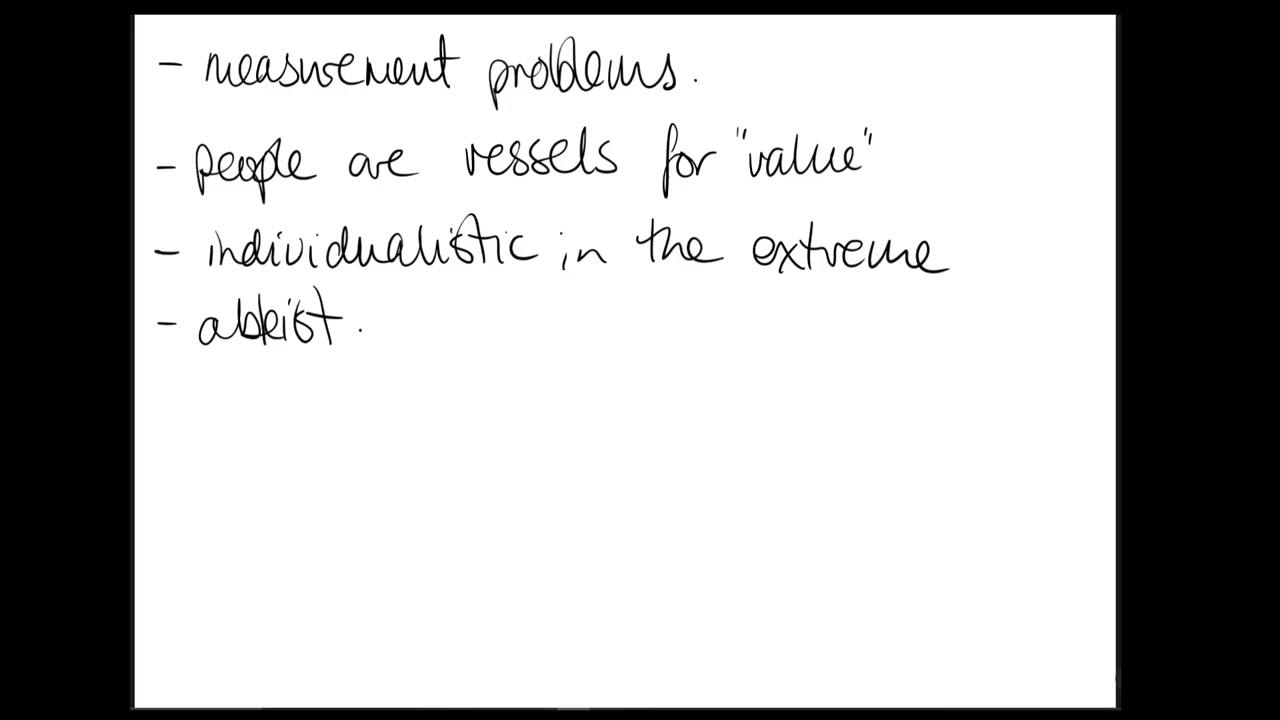 - measurement problems.
- people are vessels for "value"
- individualistic in the extreme
- ableist.